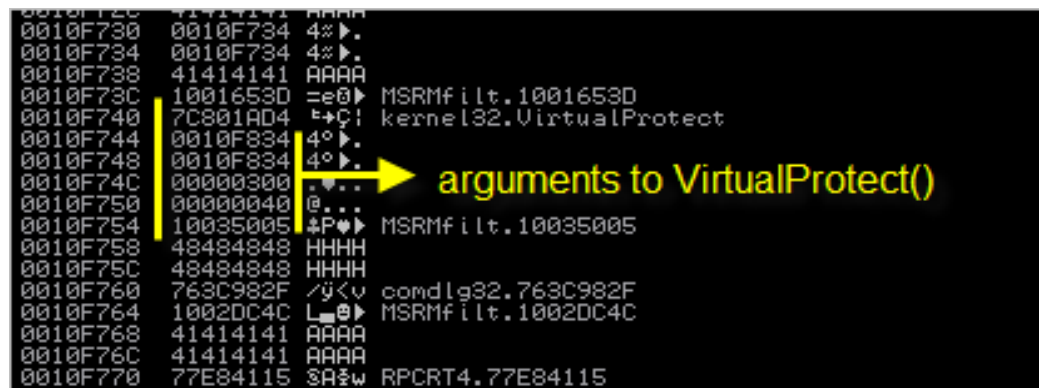 0010F730 0010F734 4
0010F734 0010F734 4
0010F738 41414141 AAAA
0010F73C 1001653D =e MSRMfilt.1001653D
0010F740 7C801AD4 kernel32.VirtualProtect
0010F744 0010F834 4
0010F748 0010F834 4
0010F74C 00000300 arguments to VirtualProtect()
0010F750 00000040 @...
0010F754 10035005 MSRMfilt.10035005
0010F758 48484848 HHHH
0010F75C 48484848 HHHH
0010F760 763C982F /ÿ<v comdlg32.763C982F
0010F764 1002DC4C MSRMfilt.1002DC4C
0010F768 41414141 AAAA
0010F76C 41414141 AAAA
0010F770 77E84115 RPCRT4.77E84115